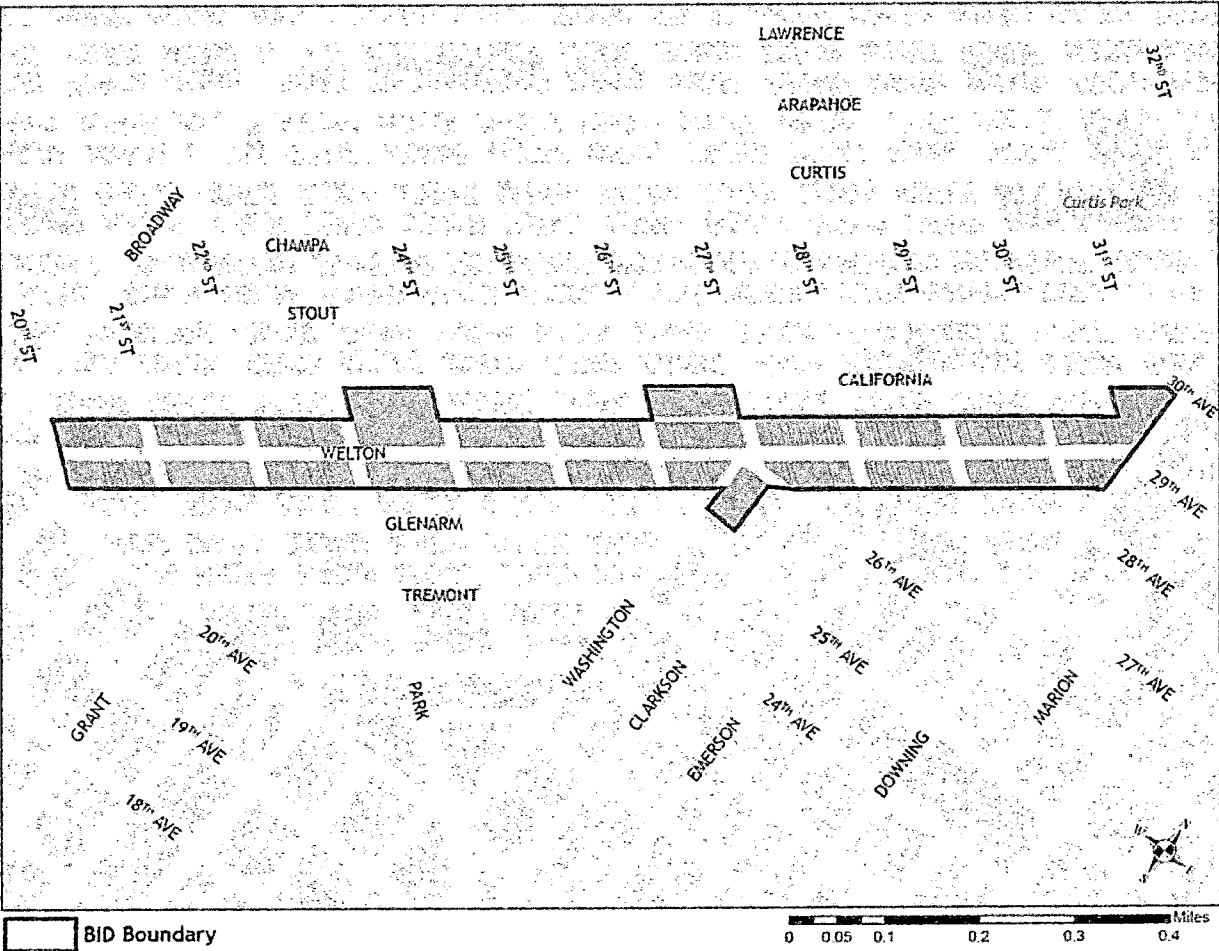 LAWRENCE
32ND ST
ARAPAHOE
CURTIS
Curtis Park
BROADWAY
22ND ST
CHAMPA
24TH ST
25TH ST
26TH ST
27TH ST
28TH ST
29TH ST
30TH ST
31ST ST
20TH ST
21ST ST
STOUT
CALIFORNIA
30TH AVE
WELTON
29TH AVE
GLENARM
26TH AVE
28TH AVE
TREMONT
20TH AVE
WASHINGTON
25TH AVE
27TH AVE
GRANT
PARK
CLARKSON
24TH AVE
MARION
19TH AVE
EMERSON
DOWNING
18TH AVE
W N
S E
BID Boundary
Miles
0 0.05 0.1 0.2 0.3 0.4